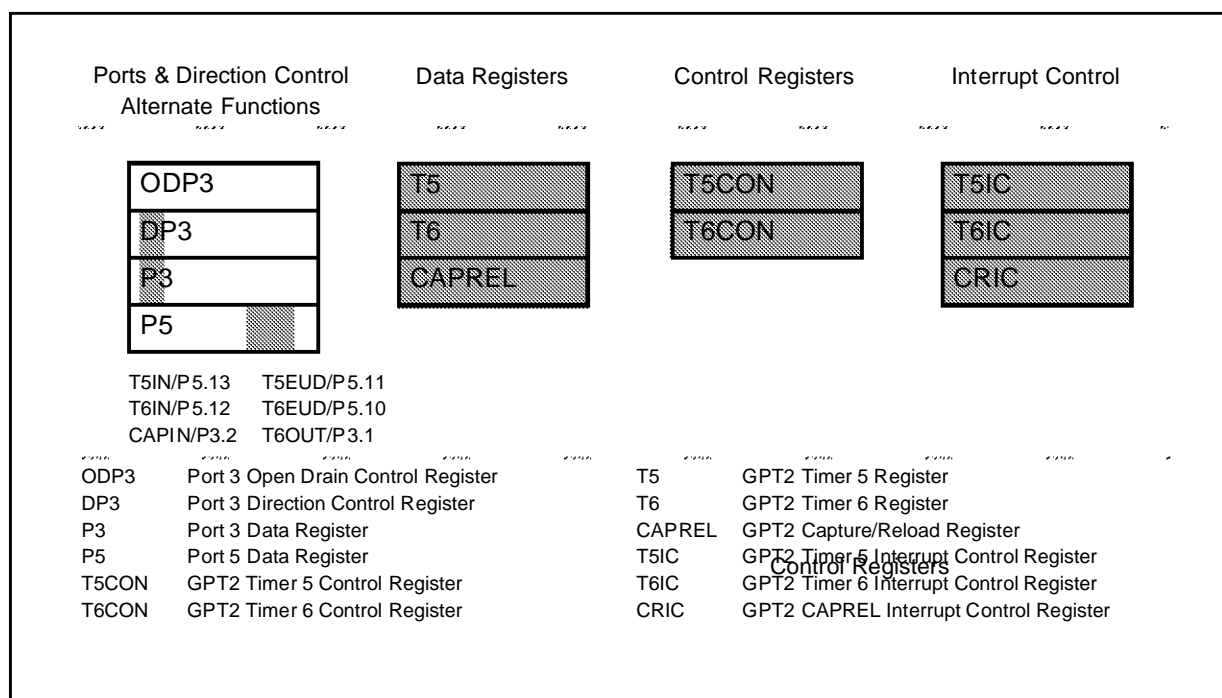 Ports & Direction Control Alternate Functions
Data Registers
Control Registers
Interrupt Control
ODP3
DP3
P3
P5
T5
T6
CAPREL
T5CON
T6CON
T5IC
T6IC
CRIC
T5IN/P5.13 T5EUD/P5.11
T6IN/P5.12 T6EUD/P5.10
CAPIN/P3.2 T6OUT/P3.1
ODP3 Port 3 Open Drain Control Register
DP3 Port 3 Direction Control Register
P3 Port 3 Data Register
P5 Port 5 Data Register
T5CON GPT2 Timer 5 Control Register
T6CON GPT2 Timer 6 Control Register
T5 GPT2 Timer 5 Register
T6 GPT2 Timer 6 Register
CAPREL GPT2 Capture/Reload Register
T5IC GPT2 Timer 5 Interrupt Control Register
Control Registers
T6IC GPT2 Timer 6 Interrupt Control Register
CRIC GPT2 CAPREL Interrupt Control Register